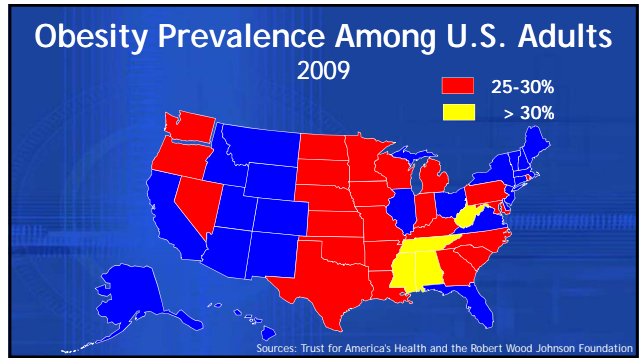 Obesity Prevalence Among U.S. Adults
2009
25-30%
> 30%
Sources: Trust for America's Health and the Robert Wood Johnson Foundation